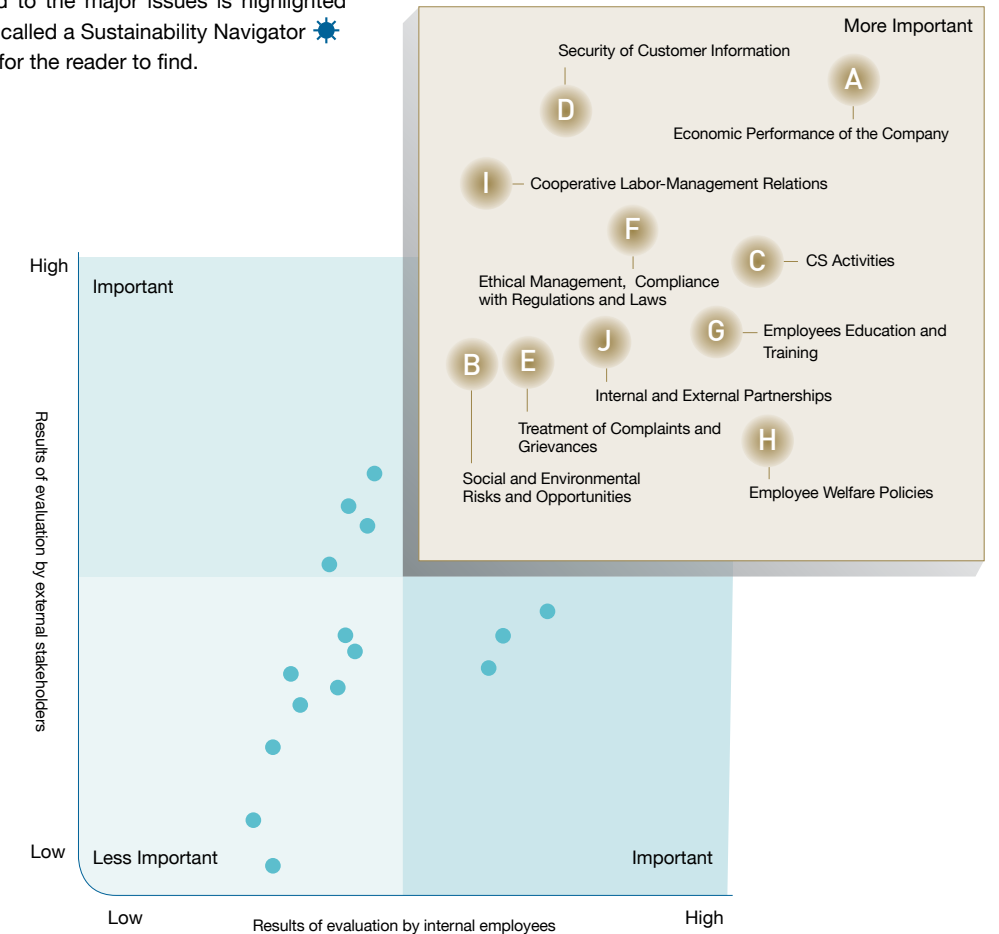 d to the major issues is highlighted
called a Sustainability Navigator
for the reader to find.
More Important
Security of Customer Information
A
D
Economic Performance of the Company
I
Cooperative Labor-Management Relations
F
C
CS Activities
Ethical Management, Compliance
with Regulations and Laws
G
Employees Education and
Training
J
B
E
Internal and External Partnerships
Treatment of Complaints and
Grievances
H
Social and Environmental
Risks and Opportunities
Employee Welfare Policies
High
Important
Results of evaluation by external stakeholders
Low
Less Important
Important
Low
Results of evaluation by internal employees
High